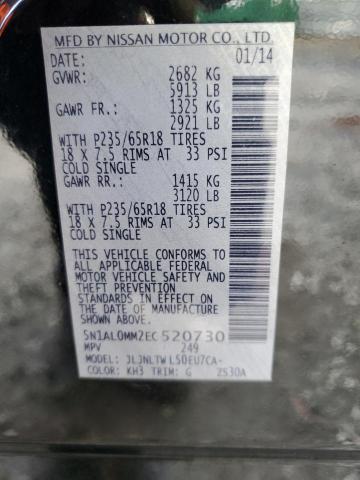 MFD BY NISSAN MOTOR CO., LTD.
DATE: 01/14
GVWR: 2682 KG
5913 LB
GAWR FR.: 1325 KG
2921 LB
WITH P235/65R18 TIRES
18 X 7.5 RIMS AT 33 PSI
COLD SINGLE
GAWR RR.: 1415 KG
3120 LB
WITH P235/65R18 TIRES
18 X 7.5 RIMS AT 33 PSI
COLD SINGLE
THIS VEHICLE CONFORMS TO
ALL APPLICABLE FEDERAL
MOTOR VEHICLE SAFETY AND
THEFT PREVENTION
STANDARDS IN EFFECT ON
THE DATE OF MANUFACTURE
SHOWN ABOVE.
5N1AL0MM2EC520730
MPV 249
MODEL: JLJNLTWL50EU7CA-
COLOR: KH3 TRIM: G 2530A